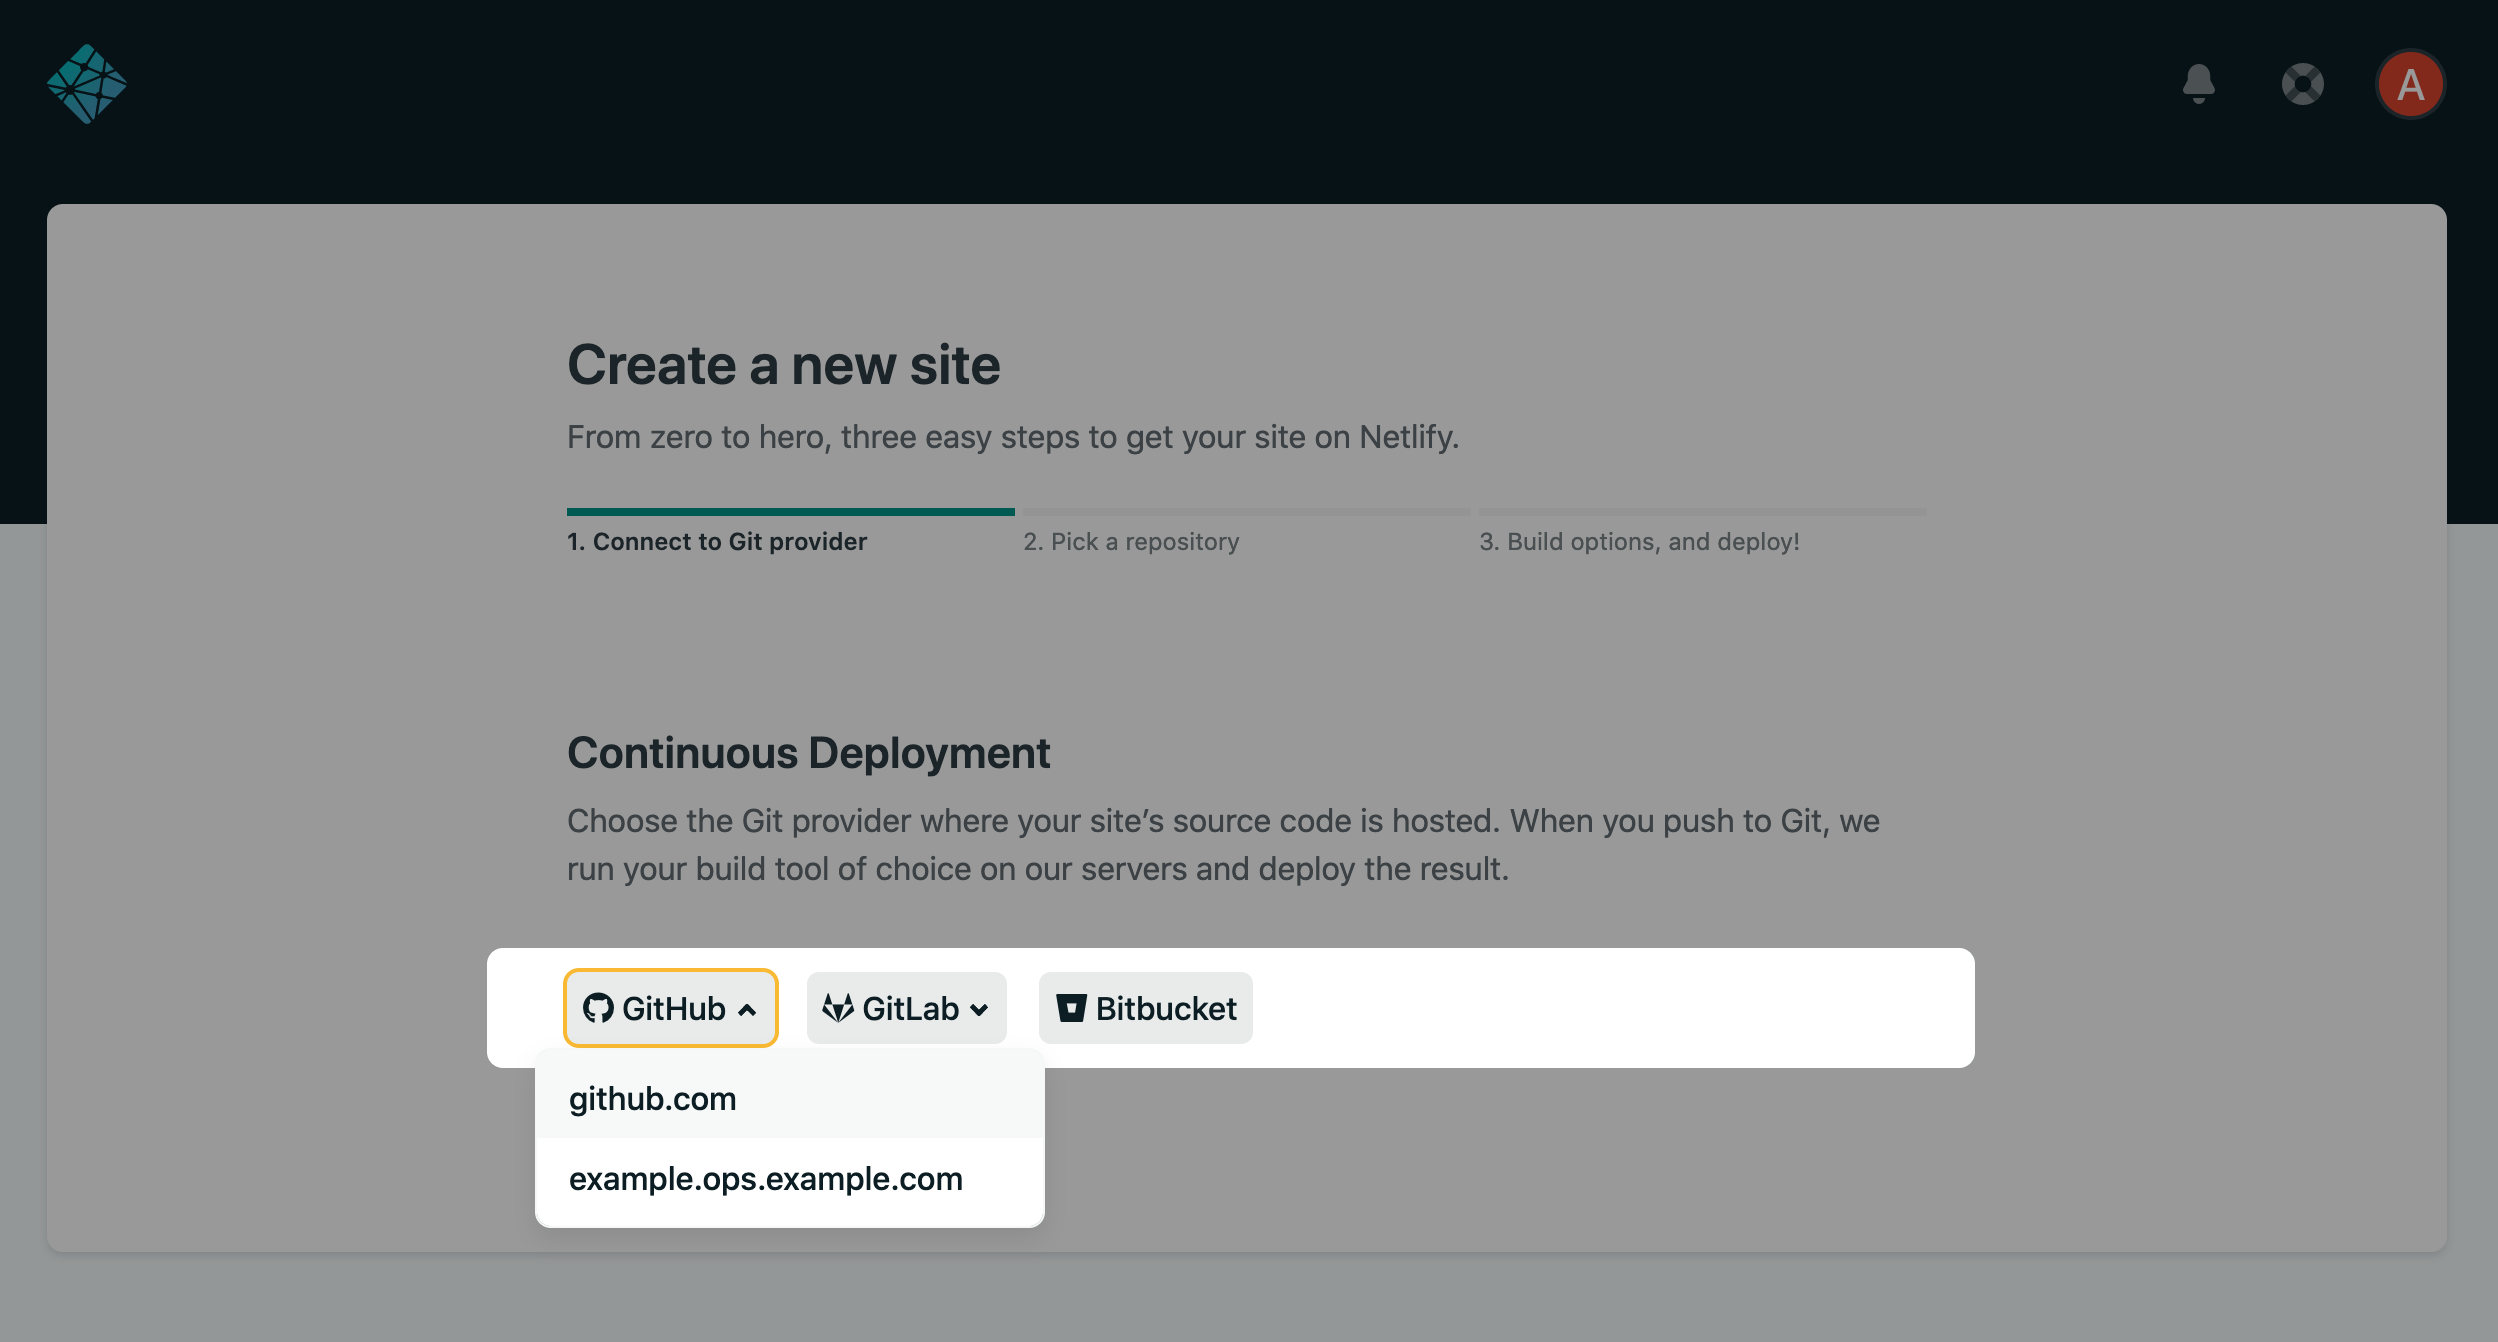 A
Create a new site
From zero to hero, three easy steps to get your site on Netlify.
1. Connect to Git provider
2. Pick a repository
3. Build options, and deploy!
Continuous Deployment
Choose the Git provider where your site’s source code is hosted. When you push to Git, we
run your build tool of choice on our servers and deploy the result.
GitHub
GitLab
Bitbucket
github.com
example.ops.example.com